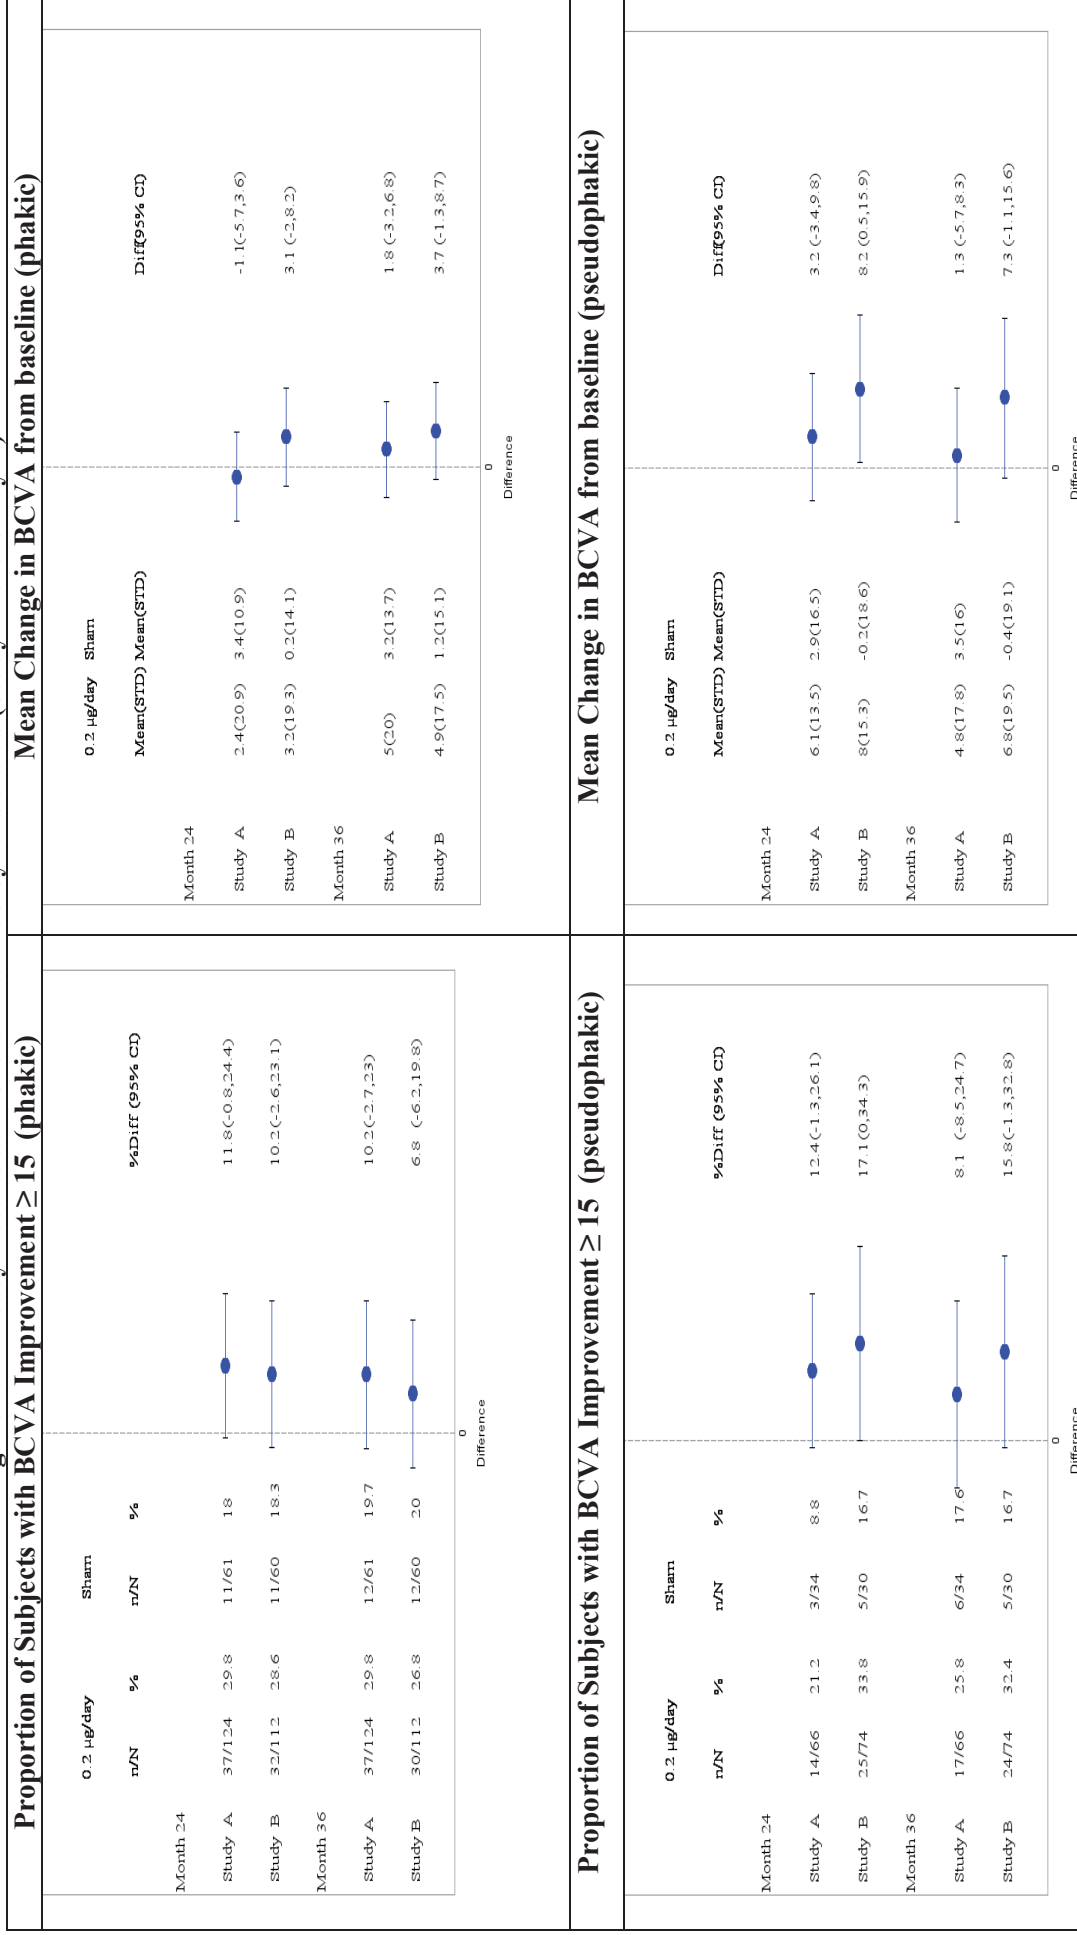 Proportion of Subjects with BCVA Improvement ≥ 15 (phakic)
0.2 µg/day Sham
n/N % n/N % %Diff (95% CI)
Month 24
Study A 37/124 29.8 11/61 18 11.8(-0.8,24.4)
Study B 32/112 28.6 11/60 18.3 10.2(-2.6,23.1)
Month 36
Study A 37/124 29.8 12/61 19.7 10.2(-2.7,23)
Study B 30/112 26.8 12/60 20 6.8 (-6.2,19.8)
0
Difference
Mean Change in BCVA from baseline (phakic)
0.2 µg/day Sham
Mean(STD) Mean(STD) Diff(95% CI)
Month 24
Study A 2.4(20.9) 3.4(10.9) -1.1(-5.7,3.6)
Study B 3.2(19.3) 0.2(14.1) 3.1 (-2,8.2)
Month 36
Study A 5(20) 3.2(13.7) 1.8 (-3.2,6.8)
Study B 4.9(17.5) 1.2(15.1) 3.7 (-1.3,8.7)
0
Difference
Proportion of Subjects with BCVA Improvement ≥ 15 (pseudophakic)
0.2 µg/day Sham
n/N % n/N % %Diff (95% CI)
Month 24
Study A 14/66 21.2 3/34 8.8 12.4(-1.3,26.1)
Study B 25/74 33.8 5/30 16.7 17.1(0,34.3)
Month 36
Study A 17/66 25.8 6/34 17.6 8.1 (-8.5,24.7)
Study B 24/74 32.4 5/30 16.7 15.8(-1.3,32.8)
0
Difference
Mean Change in BCVA from baseline (pseudophakic)
0.2 µg/day Sham
Mean(STD) Mean(STD) Diff(95% CI)
Month 24
Study A 6.1(13.5) 2.9(16.5) 3.2 (-3.4,9.8)
Study B 8(15.3) -0.2(18.6) 8.2 (0.5,15.9)
Month 36
Study A 4.8(17.8) 3.5(16) 1.3 (-5.7,8.3)
Study B 6.8(19.5) -0.4(19.1) 7.3 (-1.1,15.6)
0
Difference